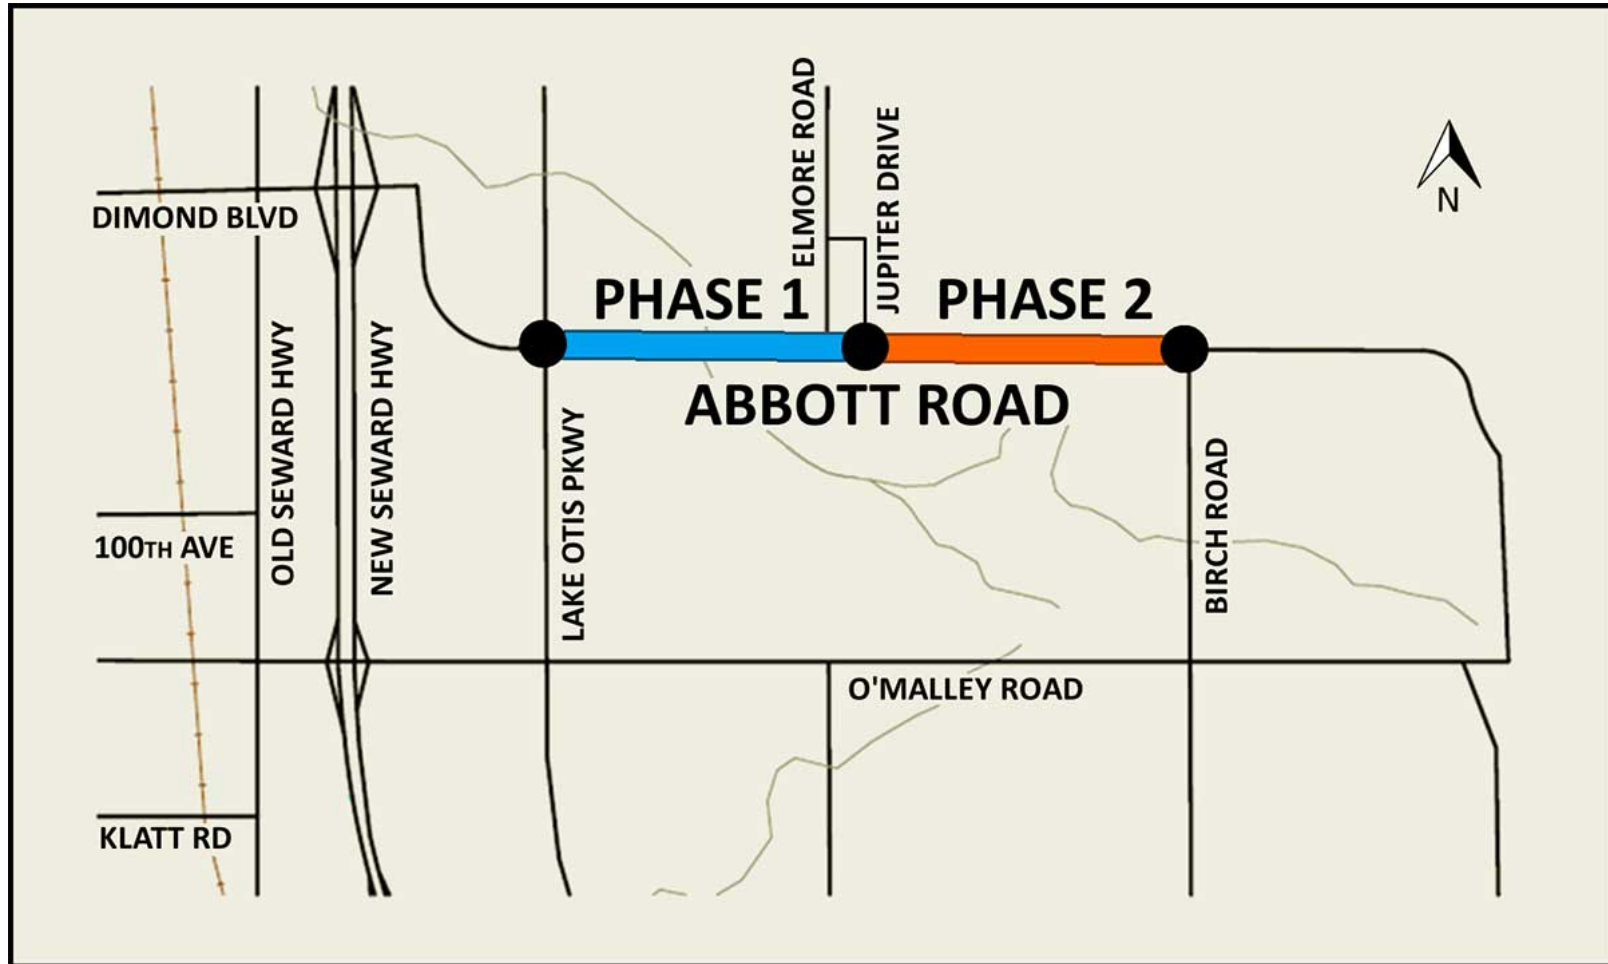 ELMORE ROAD
JUPITER DRIVE
N
DIMOND BLVD
PHASE 1
PHASE 2
ABBOTT ROAD
OLD SEWARD HWY
NEW SEWARD HWY
LAKE OTIS PKWY
BIRCH ROAD
100TH AVE
O'MALLEY ROAD
KLATT RD